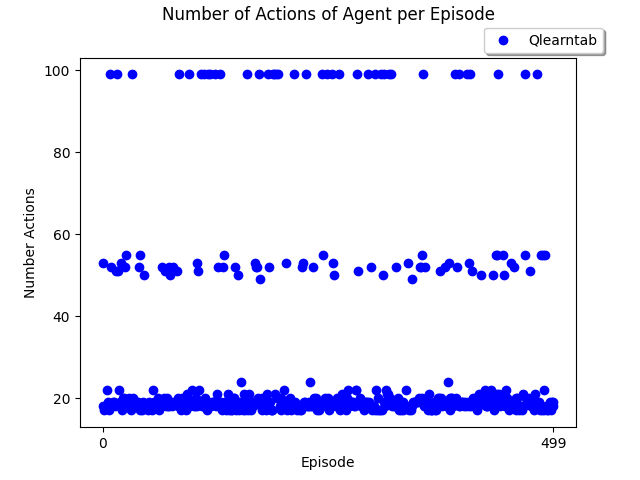 Number of Actions of Agent per Episode
Qlearntab
100
80
60
40
20
Number Actions
0
499
Episode